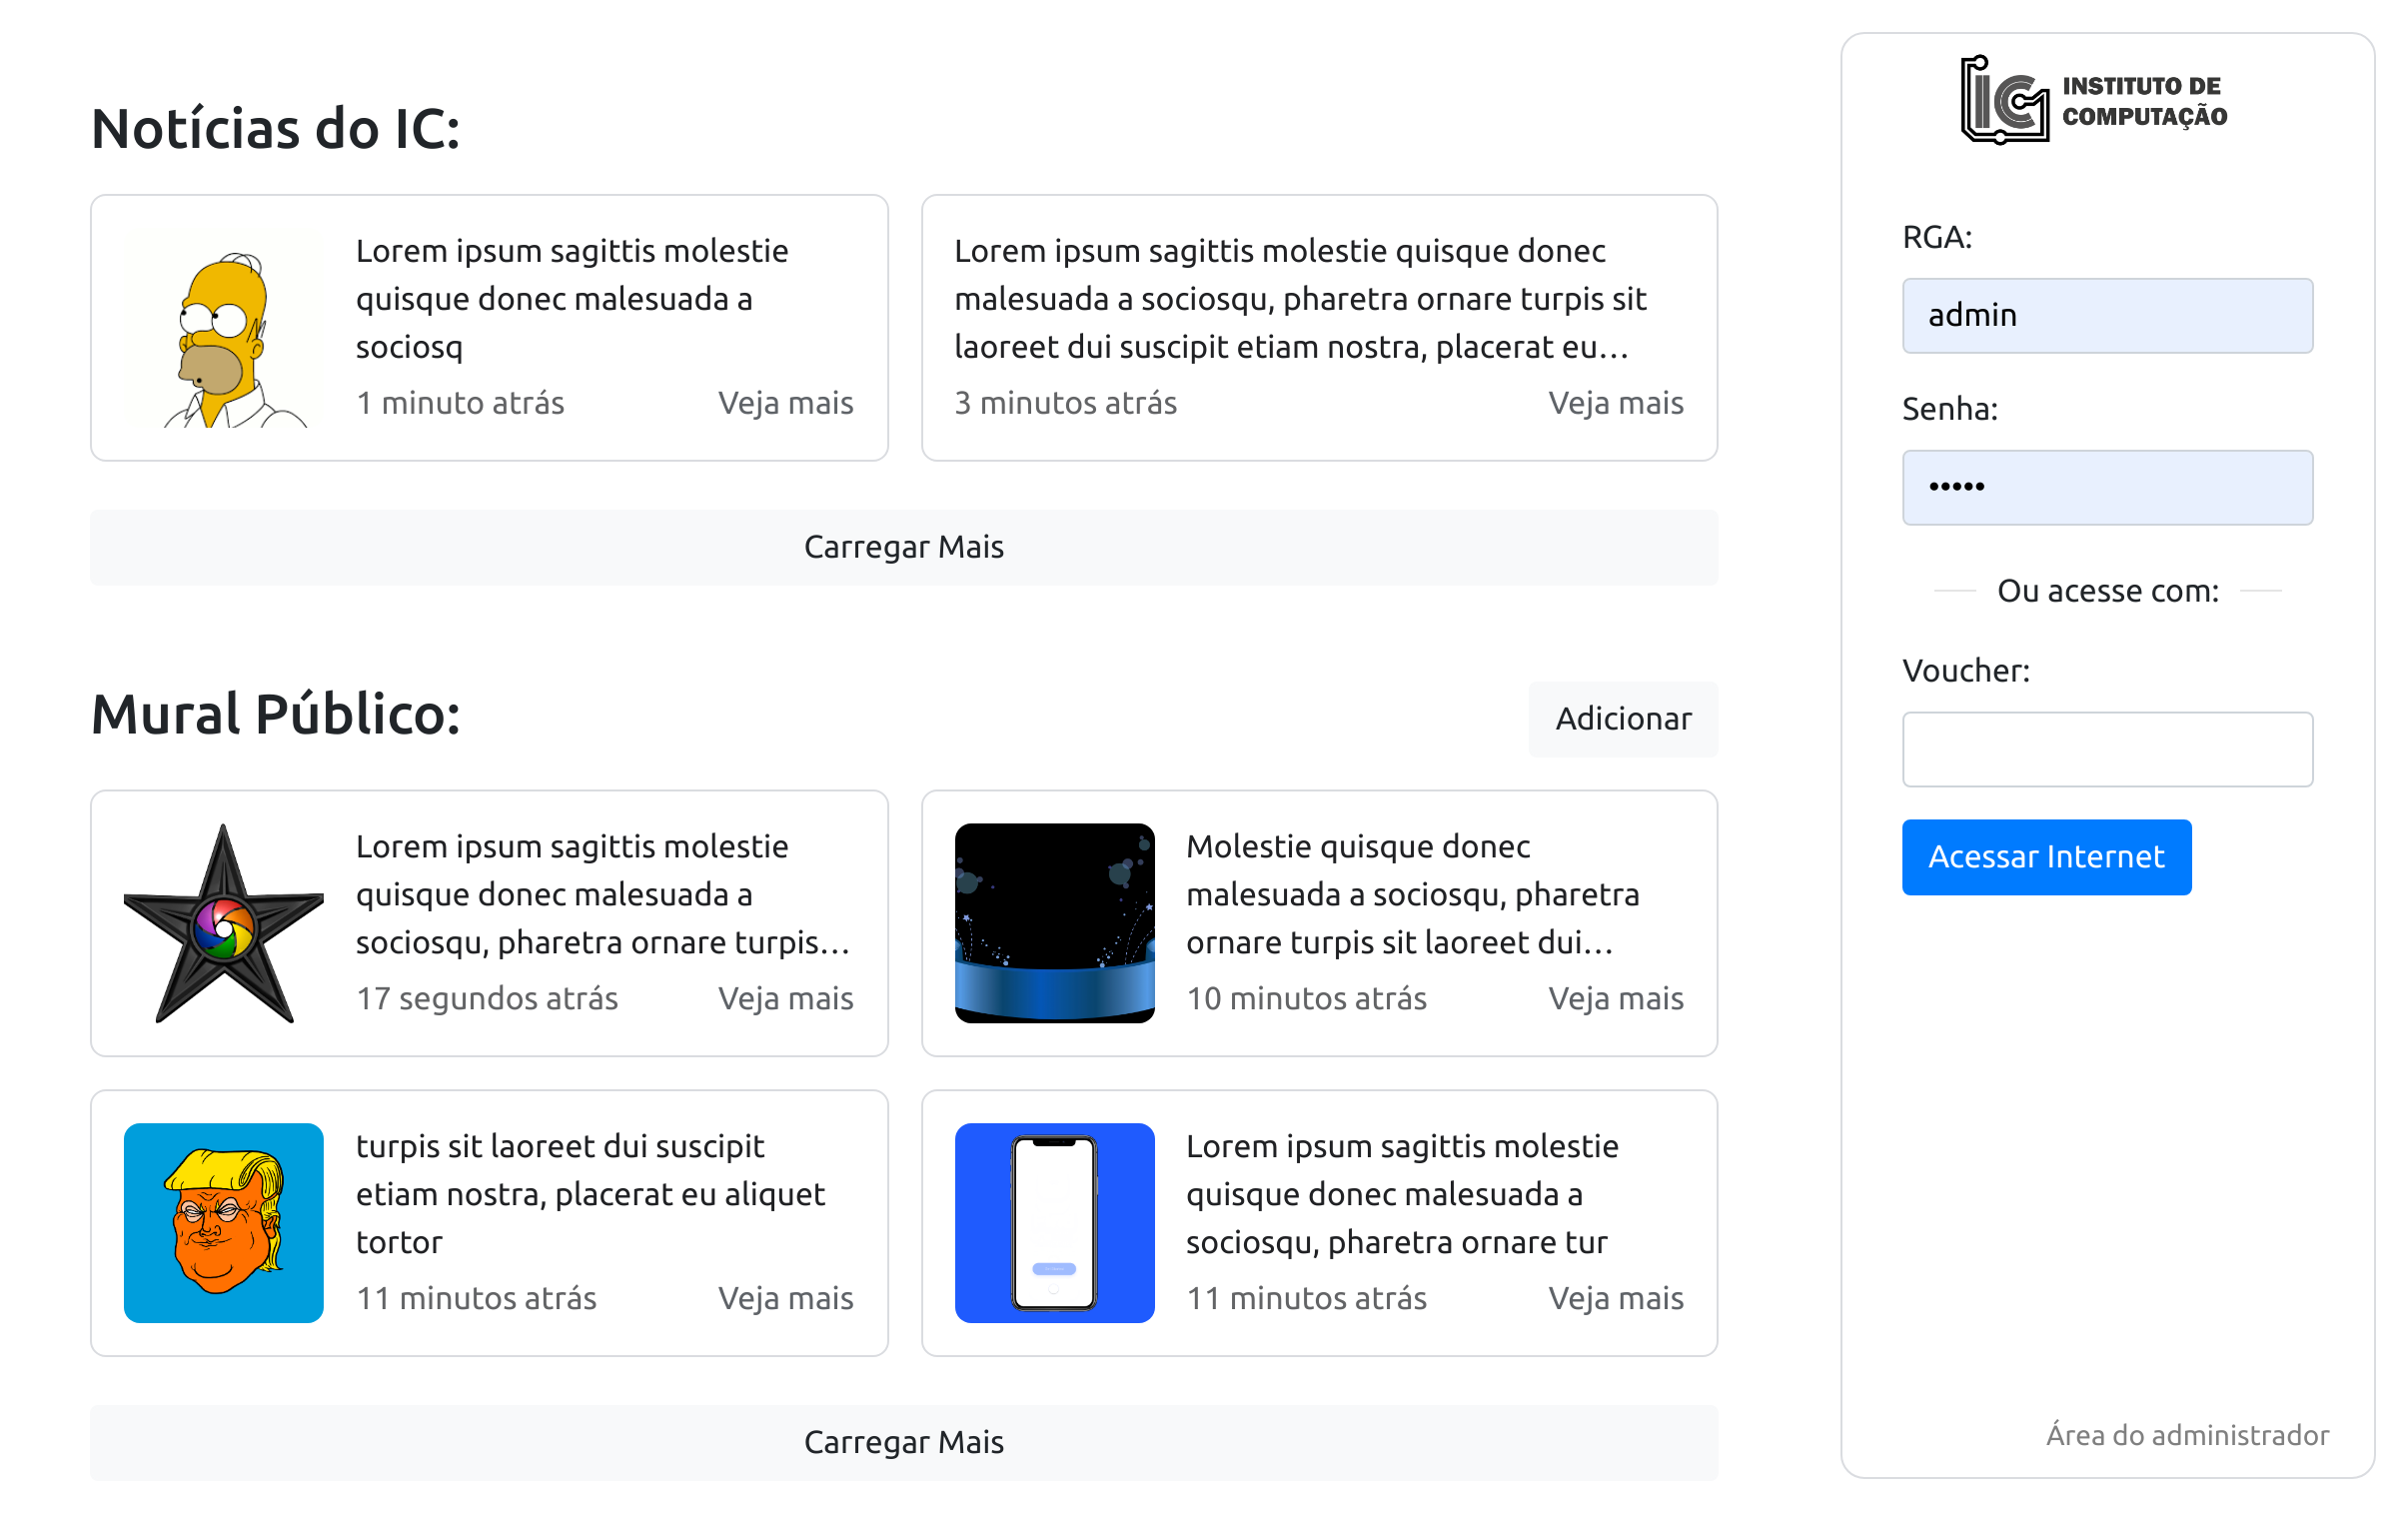 Notícias do IC:
Lorem ipsum sagittis molestie
quisque donec malesuada a
sociosq
1 minuto atrás Veja mais
Lorem ipsum sagittis molestie quisque donec
malesuada a sociosqu, pharetra ornare turpis sit
laoreet dui suscipit etiam nostra, placerat eu…
3 minutos atrás Veja mais
Carregar Mais
Mural Público:
Adicionar
Lorem ipsum sagittis molestie
quisque donec malesuada a
sociosqu, pharetra ornare turpis…
17 segundos atrás Veja mais
Molestie quisque donec
malesuada a sociosqu, pharetra
ornare turpis sit laoreet dui…
10 minutos atrás Veja mais
turpis sit laoreet dui suscipit
etiam nostra, placerat eu aliquet
tortor
11 minutos atrás Veja mais
Lorem ipsum sagittis molestie
quisque donec malesuada a
sociosqu, pharetra ornare tur
11 minutos atrás Veja mais
Carregar Mais
IC
INSTITUTO DE
COMPUTAÇÃO
RGA:
admin
Senha:
•••••
Ou acesse com:
Voucher:
Acessar Internet
Área do administrador